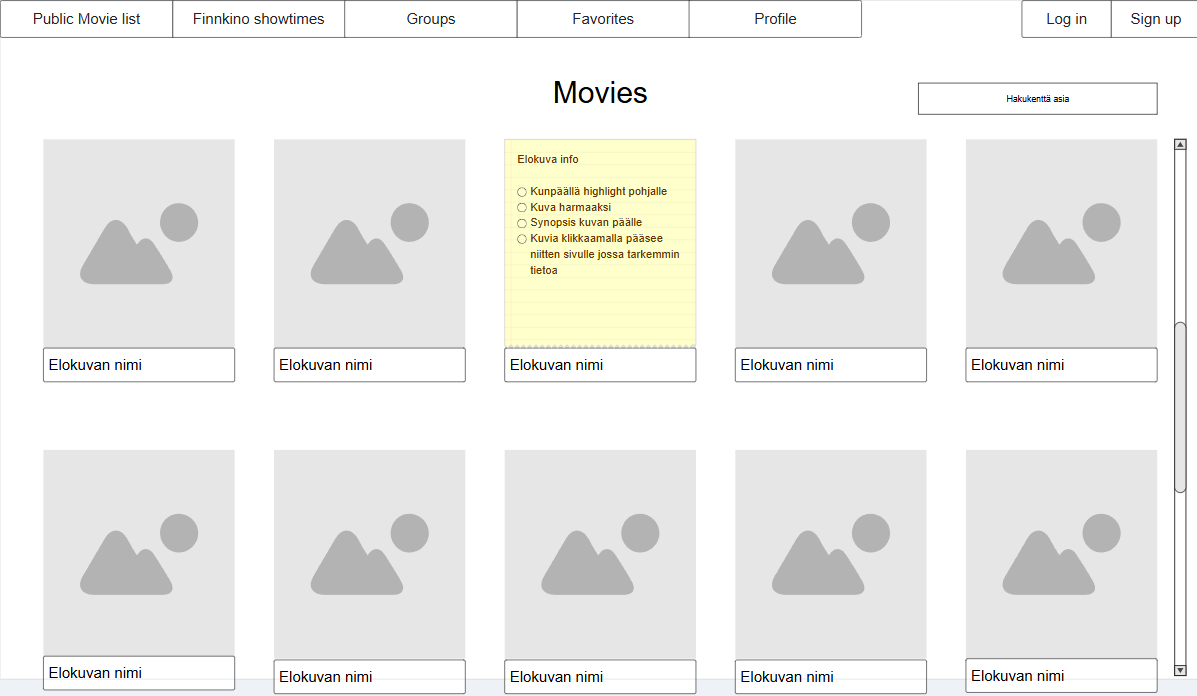 Public Movie list
Finnkino showtimes
Groups
Favorites
Profile
Log in
Sign up
Movies
Hakukenttä asia
Elokuva info
Kunpäällä highlight pohjalle
Kuva harmaaksi
Synopsis kuvan päälle
Kuvia klikkaamalla pääsee
niitten sivulle jossa tarkemmin
tietoa
Elokuvan nimi
Elokuvan nimi
Elokuvan nimi
Elokuvan nimi
Elokuvan nimi
Elokuvan nimi
Elokuvan nimi
Elokuvan nimi
Elokuvan nimi
Elokuvan nimi